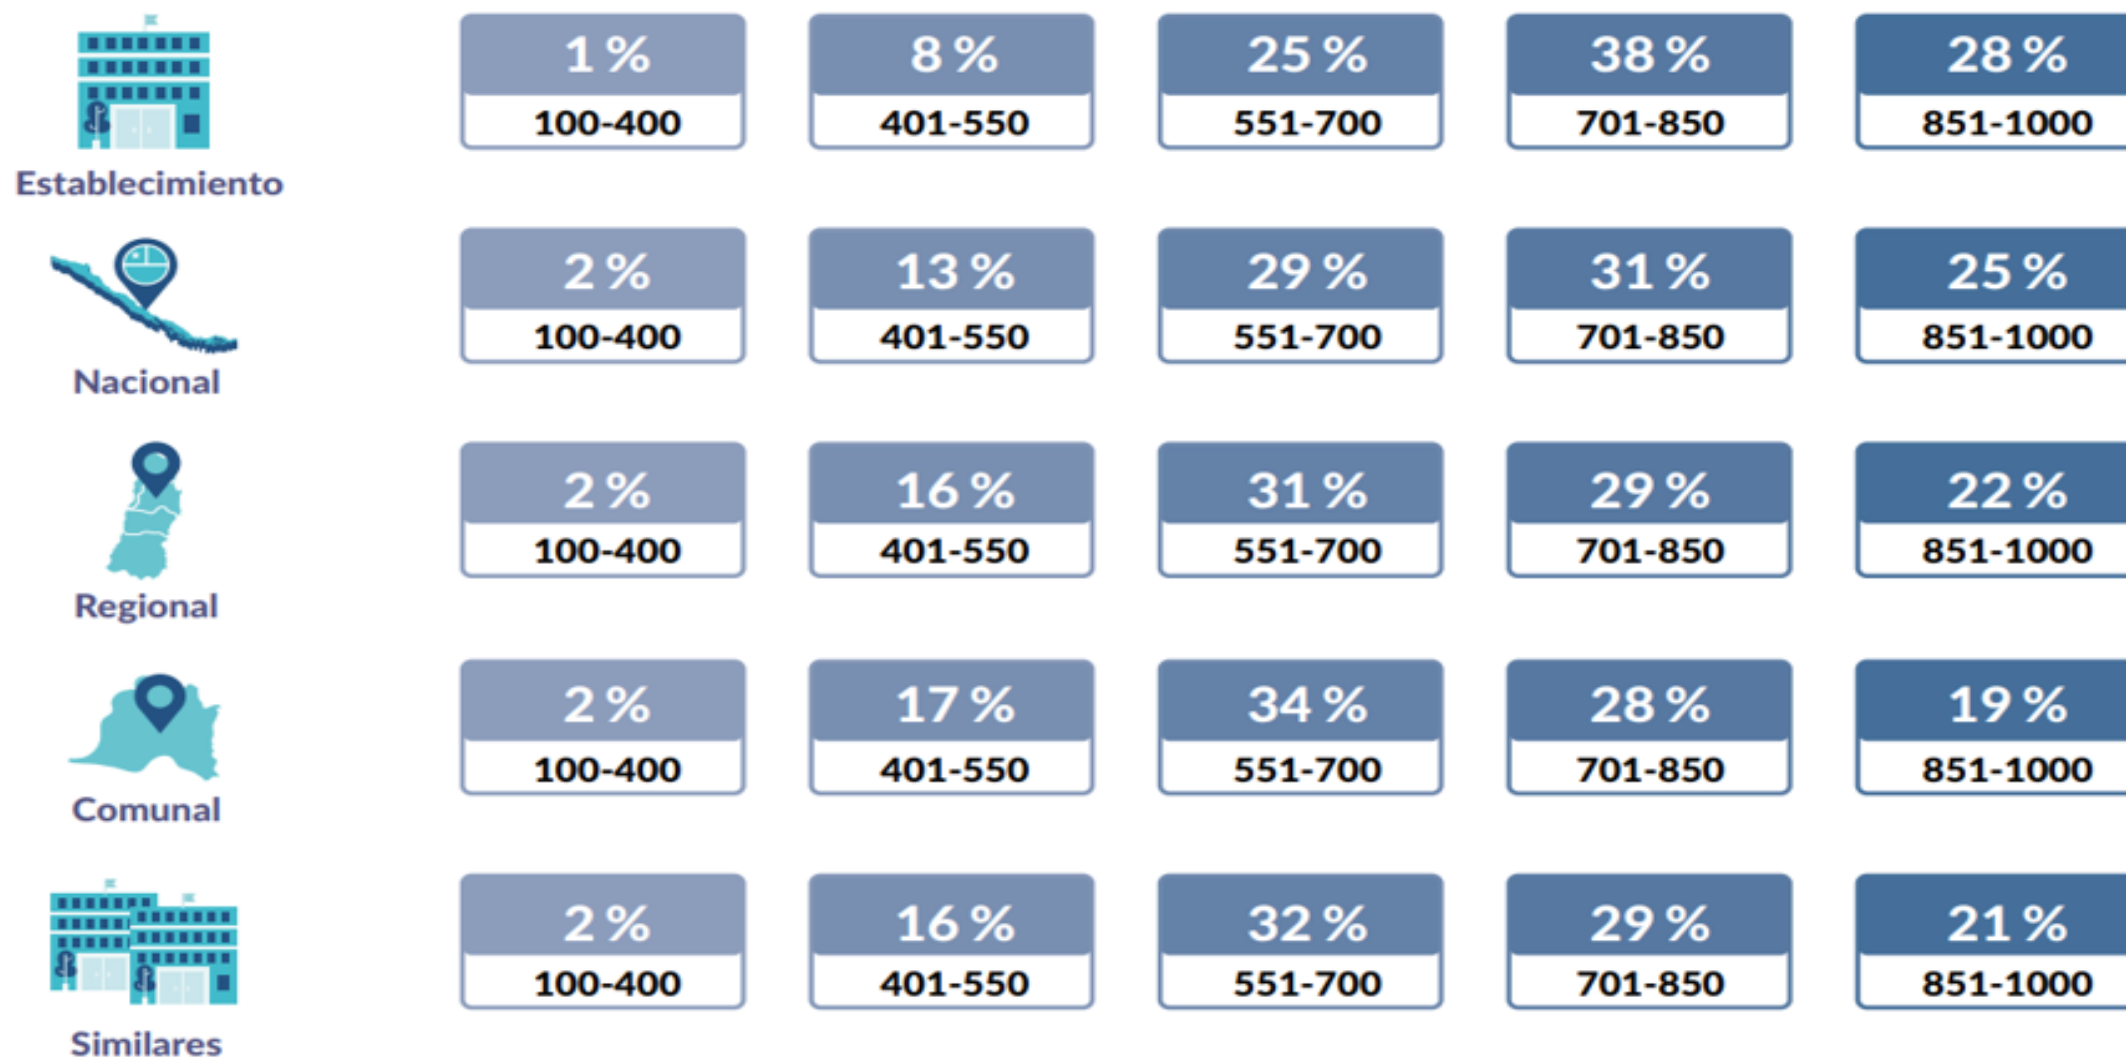 1 % 8 % 25 % 38 % 28 %
100-400 401-550 551-700 701-850 851-1000
Establecimiento
2 % 13 % 29 % 31 % 25 %
100-400 401-550 551-700 701-850 851-1000
Nacional
2 % 16 % 31 % 29 % 22 %
100-400 401-550 551-700 701-850 851-1000
Regional
2 % 17 % 34 % 28 % 19 %
100-400 401-550 551-700 701-850 851-1000
Comunal
2 % 16 % 32 % 29 % 21 %
100-400 401-550 551-700 701-850 851-1000
Similares